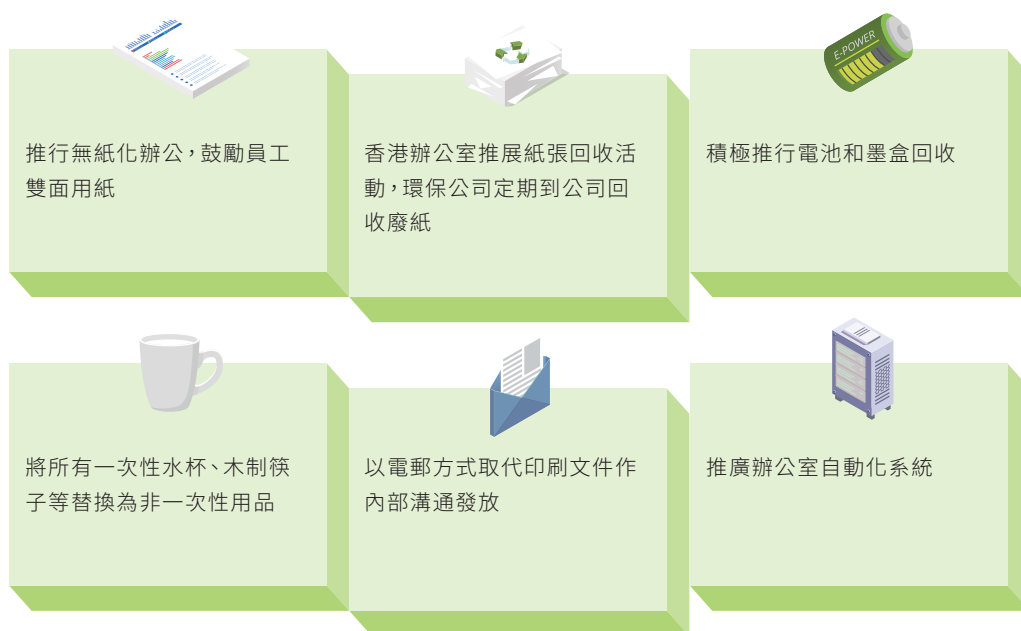 推行無紙化辦公，鼓勵員工
雙面用紙
香港辦公室推展紙張回收活
動，環保公司定期到公司回
收廢紙
E-POWER
積極推行電池和墨盒回收
將所有一次性水杯、木制筷
子等替換為非一次性用品
以電郵方式取代印刷文件作
內部溝通發放
推廣辦公室自動化系統